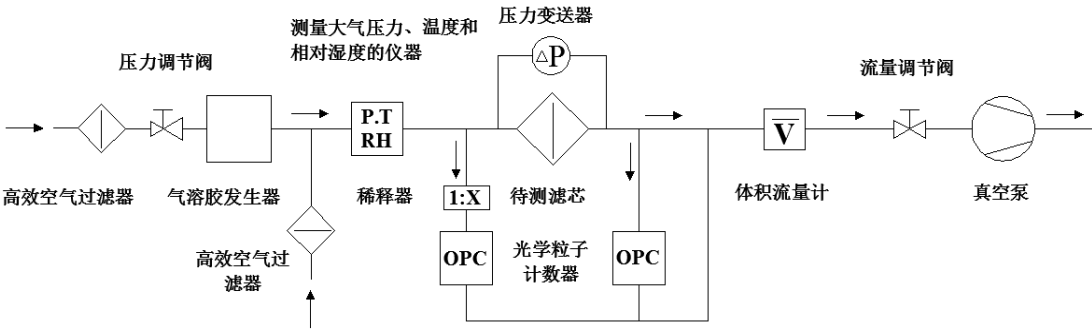 测量大气压力、温度和
相对湿度的仪器
压力变送器
压力调节阀
△P
流量调节阀
P.T
RH
V
高效空气过滤器
气溶胶发生器
稀释器
1:X
待测滤芯
体积流量计
真空泵
高效空气过
滤器
OPC
光学粒子
计数器
OPC